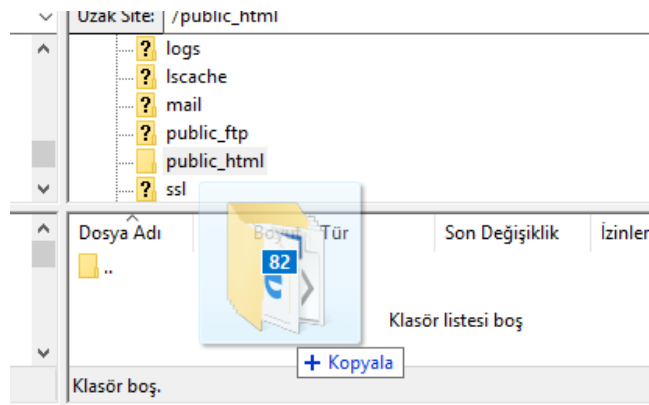 Uzak Site: /public_html
? logs
? lscache
? mail
? public_ftp
public_html
? ssl
Dosya Adı Boyut Tür Son Değişiklik İzinler
..
82
Klasör listesi boş
+ Kopyala
Klasör boş.